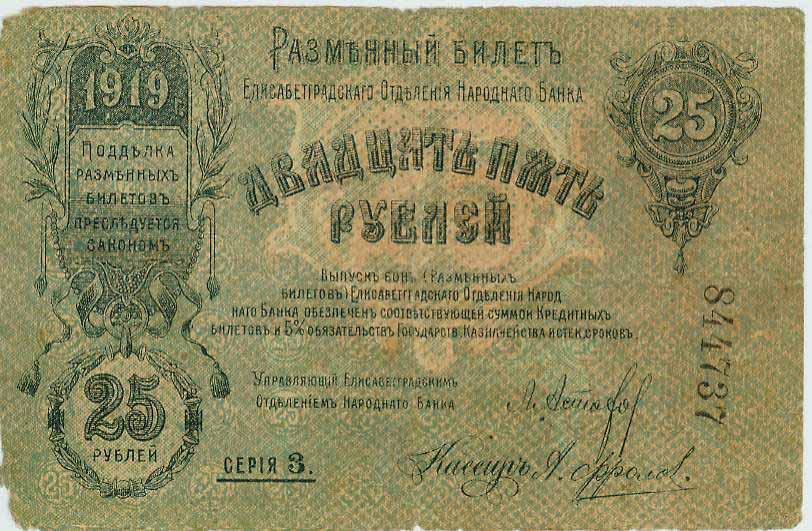 1919 г.
Поддѣлка
размѣнныхъ
билетовъ
преслѣдуется
закономъ
Размѣнный билетъ
Елисаветградскаго Отдѣленія Народнаго Банка
25
Двадцать пять
рублей
Выпускъ бонъ (размѣнныхъ
билетовъ) Елисаветградскаго Отдѣленія Народ
наго Банка обезпеченъ соотвѣтствующей суммой Кредитныхъ
билетовъ и 5% обязательствъ Государств. Казначейства истек. сроковъ.
844737
25
рублей
Управляющій Елисаветградскимъ
Отдѣленіемъ Народнаго Банка
Серія 3.
Кассиръ